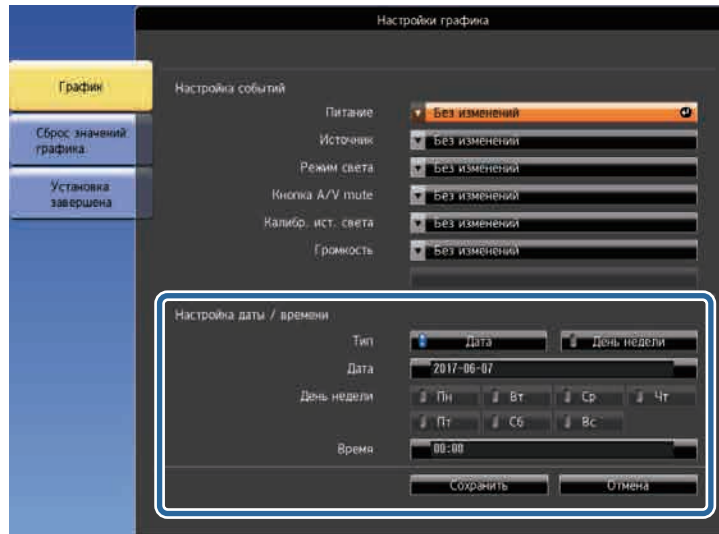 Настройки графика
График
Сброс значений графика
Установка завершена
Настройка событий
Питание Без изменений
Источник Без изменений
Режим света Без изменений
Кнопка A/V mute Без изменений
Калибр. ист. света Без изменений
Громкость Без изменений
Настройка даты / времени
Тип Дата День недели
Дата 2017-06-07
День недели Пн Вт Ср Чт
Пт Сб Вс
Время 00:00
Сохранить Отмена